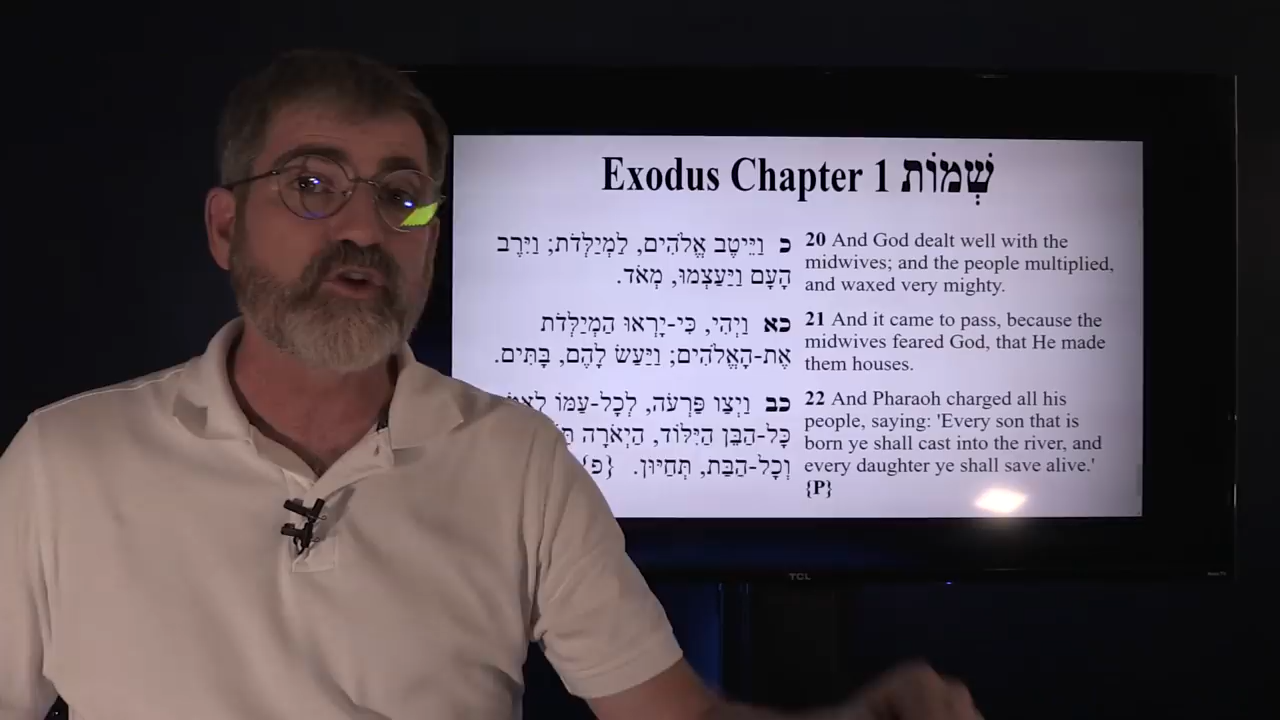 Exodus Chapter 1 שְׁמוֹת
כ וַיֵּיטֶב אֱלֹהִים, לַמְיַלְּדֹת; וַיִּרֶב
הָעָם וַיַּעַצְמוּ, מְאֹד.
20 And God dealt well with the
midwives; and the people multiplied,
and waxed very mighty.
כא וַיְהִי, כִּי-יָרְאוּ הַמְיַלְּדֹת
אֶת-הָאֱלֹהִים; וַיַּעַשׂ לָהֶם, בָּתִּים.
21 And it came to pass, because the
midwives feared God, that He made
them houses.
כב וַיְצַו פַּרְעֹה, לְכָל-עַמּוֹ
כָּל-הַבֵּן הַיִּלּוֹד, הַיְאֹרָה
וְכָל-הַבַּת, תְּחַיּוּן. {פ}
22 And Pharaoh charged all his
people, saying: 'Every son that is
born ye shall cast into the river, and
every daughter ye shall save alive.'
{P}
TCL